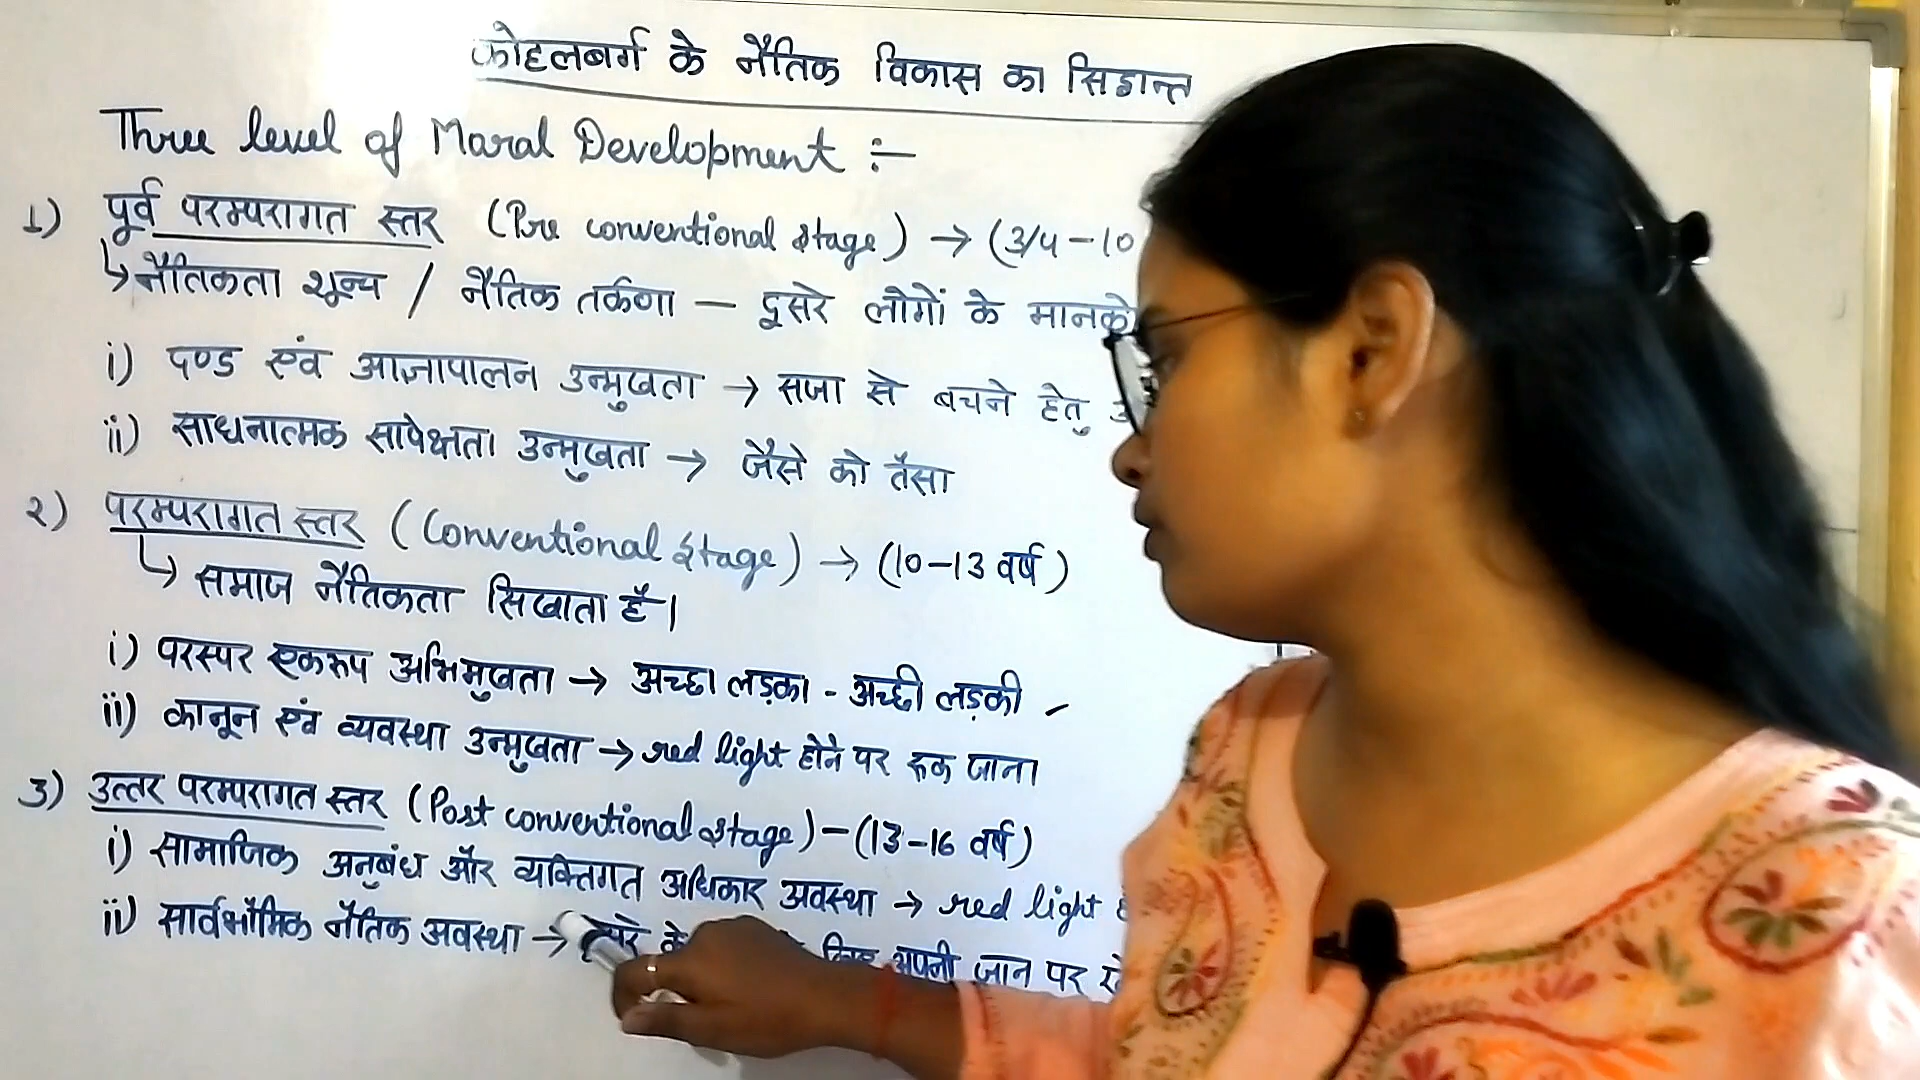 कोहलबर्ग के नैतिक विकास का सिद्धान्त
Three level of Moral Development :-
1) पूर्व परम्परागत स्तर (Pre conventional stage) → (3/4 - 10
↳ नैतिकता शून्य / नैतिक तर्कणा — दूसरे लोगों के मानको
i) दण्ड एंव आज्ञापालन उन्मुखता → सजा से बचने हेतु
ii) साधनात्मक सापेक्षता उन्मुखता → जैसे को तैसा
२) परम्परागत स्तर (Conventional stage) → (10-13 वर्ष)
↳ समाज नैतिकता सिखाता है।
i) परस्पर एकरूप अभिमुखता → अच्छा लड़का - अच्छी लड़की -
ii) कानून एंव व्यवस्था उन्मुखता → red light होने पर रुक जाना
3) उत्तर परम्परागत स्तर (Post conventional stage) - (13-16 वर्ष)
i) सामाजिक अनुबंध और व्यक्तिगत अधिकार अवस्था → red light
ii) सार्वभौमिक नैतिक अवस्था → अपनी जान पर